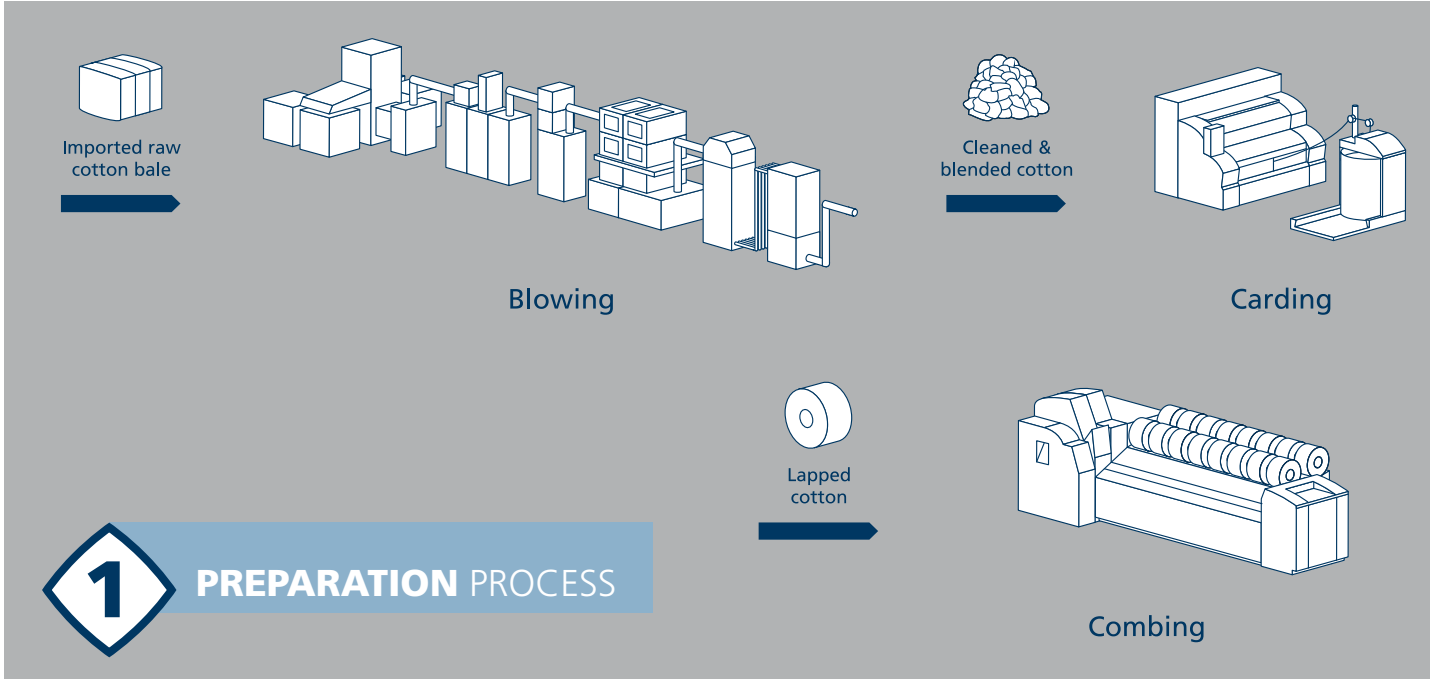 Imported raw
cotton bale
Blowing
Cleaned &
blended cotton
Carding
Lapped
cotton
Combing
1
PREPARATION PROCESS